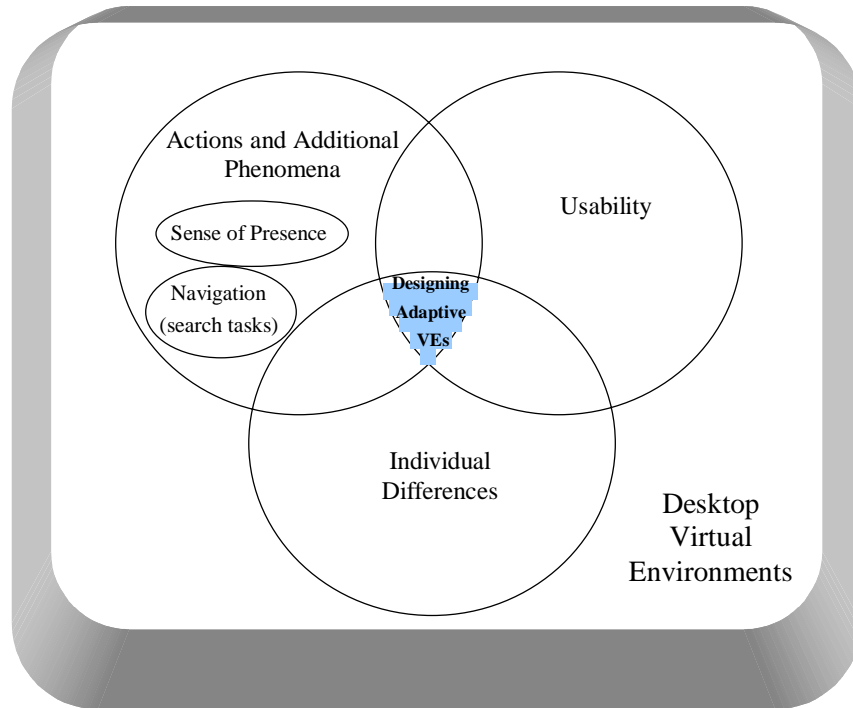 Actions and Additional
Phenomena
Usability
Sense of Presence
Navigation
(search tasks)
Designing
Adaptive
VEs
Individual
Differences
Desktop
Virtual
Environments